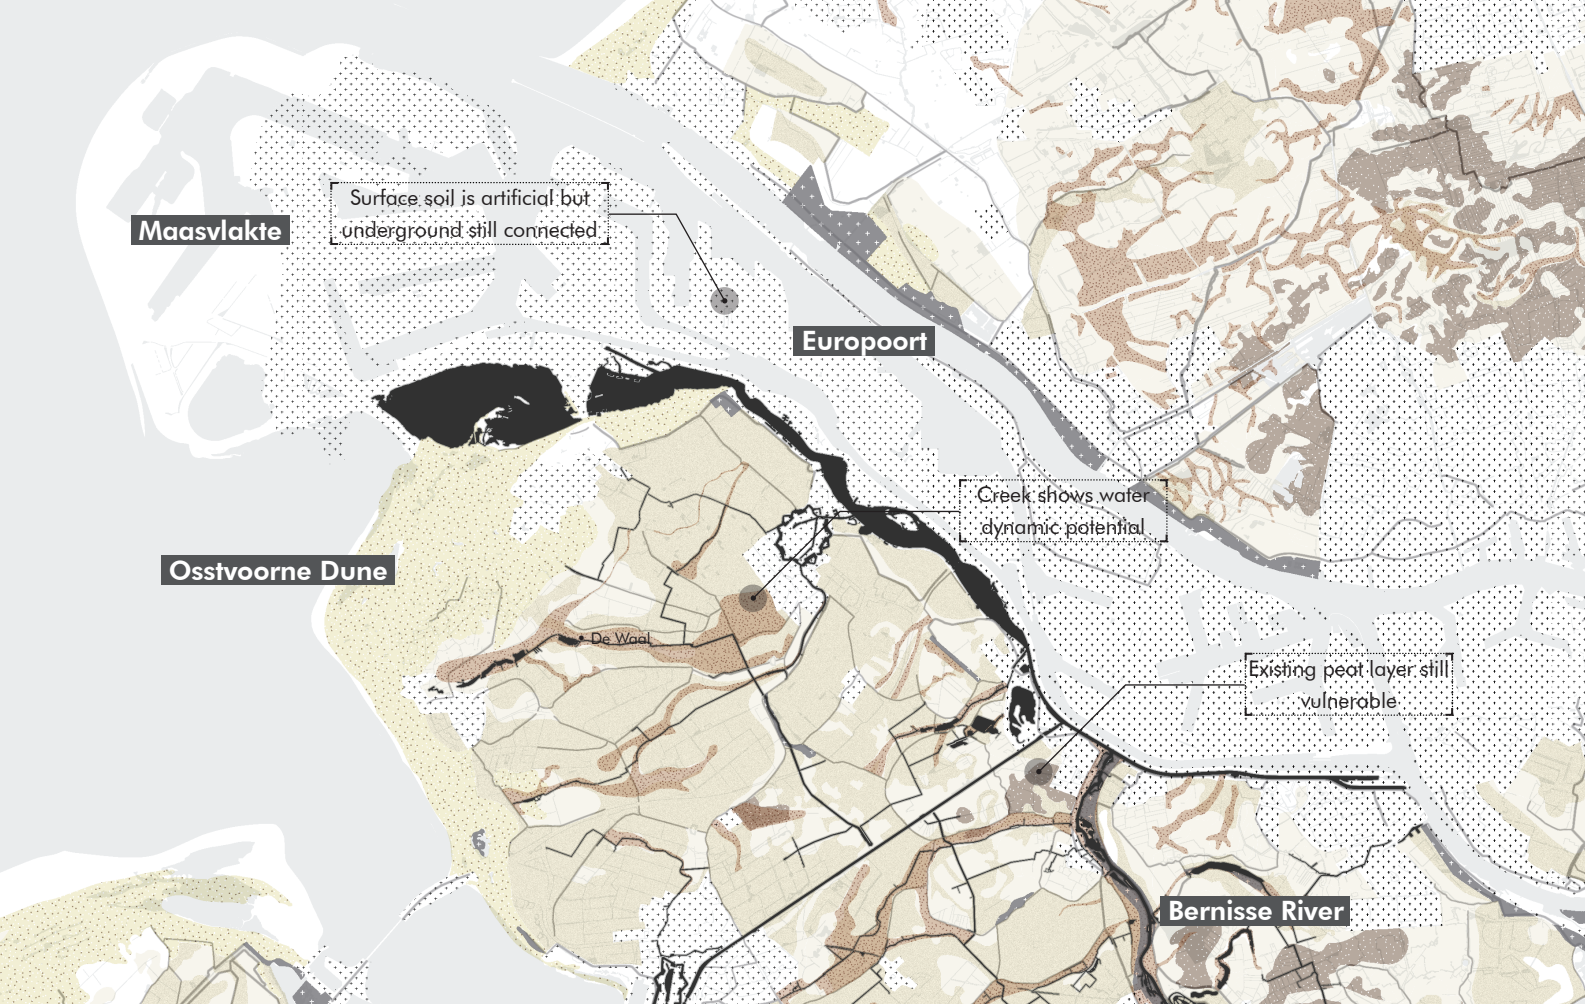 Surface soil is artificial but
underground still connected
Maasvlakte
Europoort
Creek shows water
dynamic potential
Osstvoorne Dune
De Waal
Existing peat layer still
vulnerable
Bernisse River